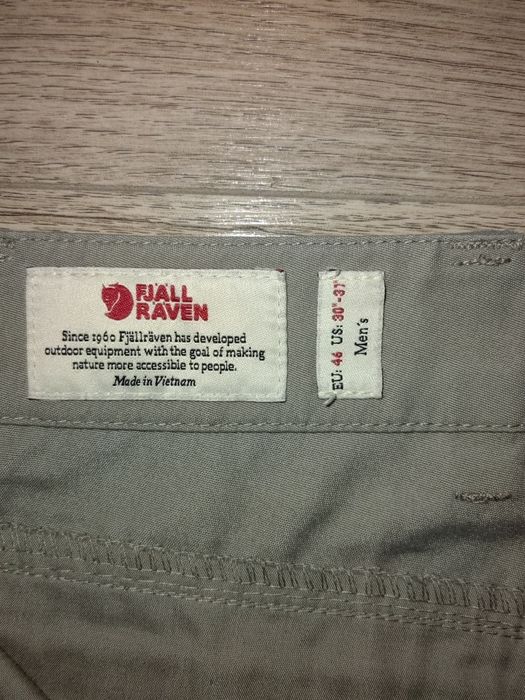 FJÄLL
RÄVEN
Since 1960 Fjällräven has developed
outdoor equipment with the goal of making
nature more accessible to people.
Made in Vietnam
EU: 46 US: 30"-31"
Men's